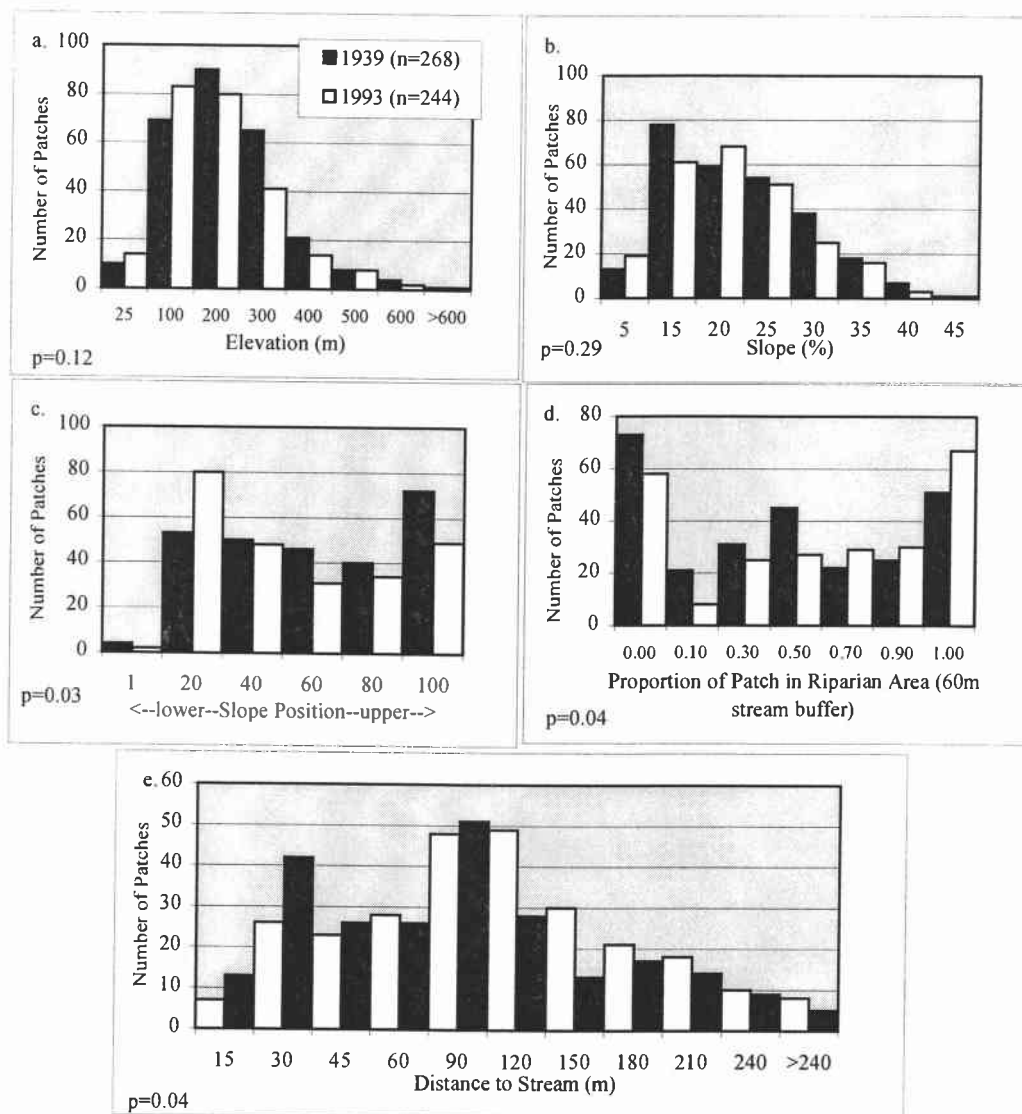 a.
100
80
60
40
20
0
Number of Patches
1939 (n=268)
1993 (n=244)
25 100 200 300 400 500 600 >600
Elevation (m)
p=0.12
b.
100
80
60
40
20
0
Number of Patches
5 15 20 25 30 35 40 45
Slope (%)
p=0.29
c.
100
80
60
40
20
0
Number of Patches
1 20 40 60 80 100
<--lower--Slope Position--upper-->
p=0.03
d.
80
60
40
20
0
Number of Patches
0.00 0.10 0.30 0.50 0.70 0.90 1.00
Proportion of Patch in Riparian Area (60m
stream buffer)
p=0.04
e.
60
50
40
30
20
10
0
Number of Patches
15 30 45 60 90 120 150 180 210 240 >240
Distance to Stream (m)
p=0.04